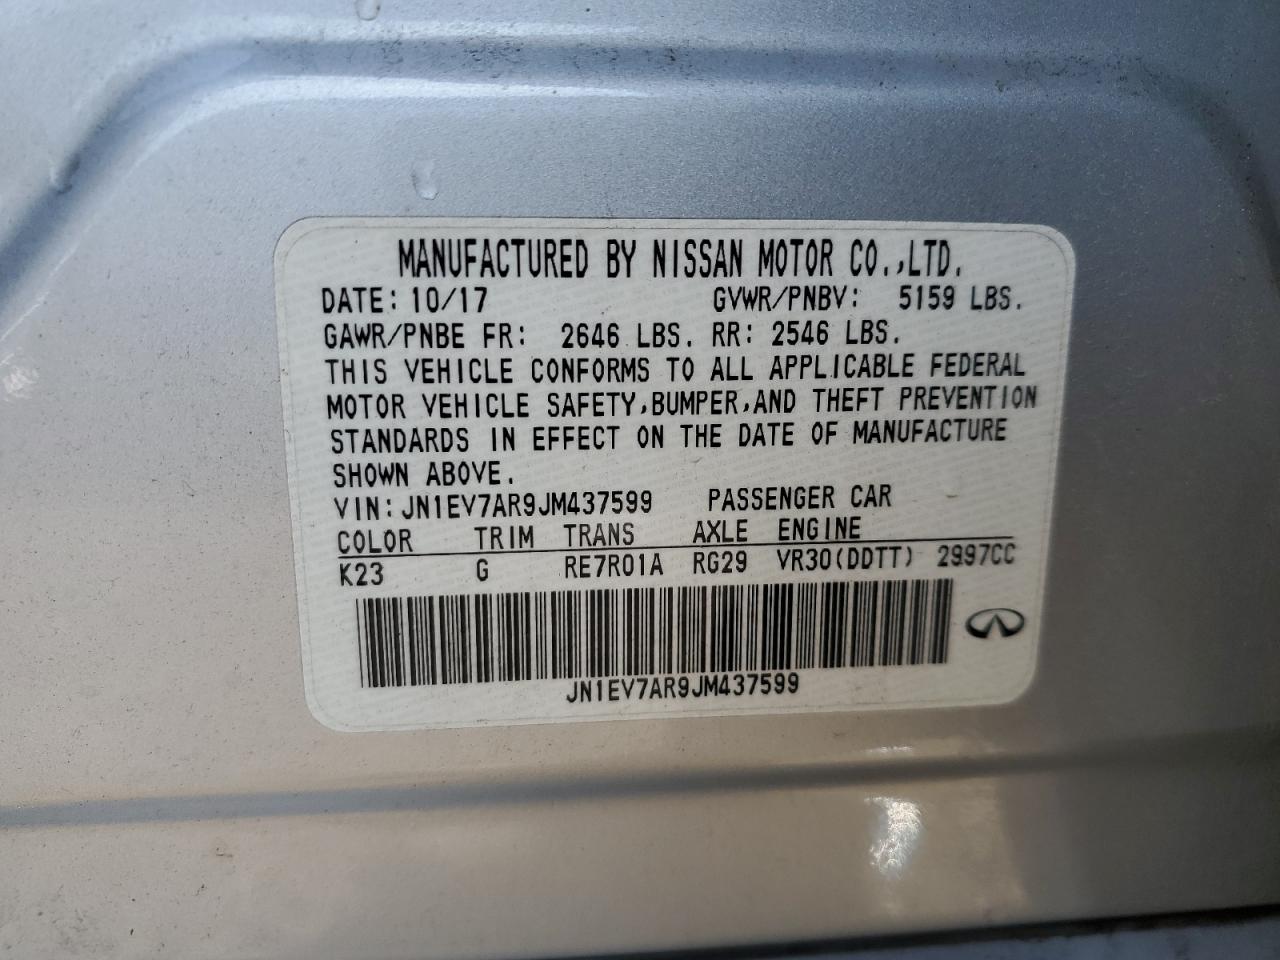 MANUFACTURED BY NISSAN MOTOR CO.,LTD.
DATE: 10/17 GVWR/PNBV: 5159 LBS.
GAWR/PNBE FR: 2646 LBS. RR: 2546 LBS.
THIS VEHICLE CONFORMS TO ALL APPLICABLE FEDERAL
MOTOR VEHICLE SAFETY,BUMPER,AND THEFT PREVENTION
STANDARDS IN EFFECT ON THE DATE OF MANUFACTURE
SHOWN ABOVE.
VIN:JN1EV7AR9JM437599 PASSENGER CAR
COLOR TRIM TRANS AXLE ENGINE
K23 G RE7R01A RG29 VR30(DDTT) 2997CC
JN1EV7AR9JM437599